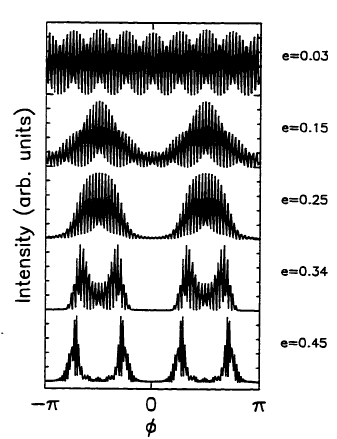 e=0.03
e=0.15
e=0.25
e=0.34
e=0.45
Intensity (arb. units)
−π 0 π
ϕ